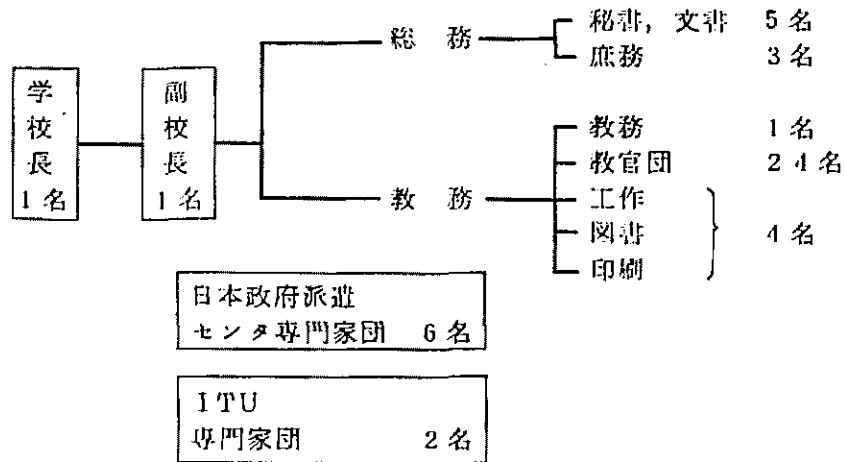 学校長
1名
副校長
1名
総務
秘書，文書 5名
庶務 3名
教務
教務 1名
教官団 24名
工作
図書 4名
印刷
日本政府派遣
センタ専門家団 6名
ITU
専門家団 2名